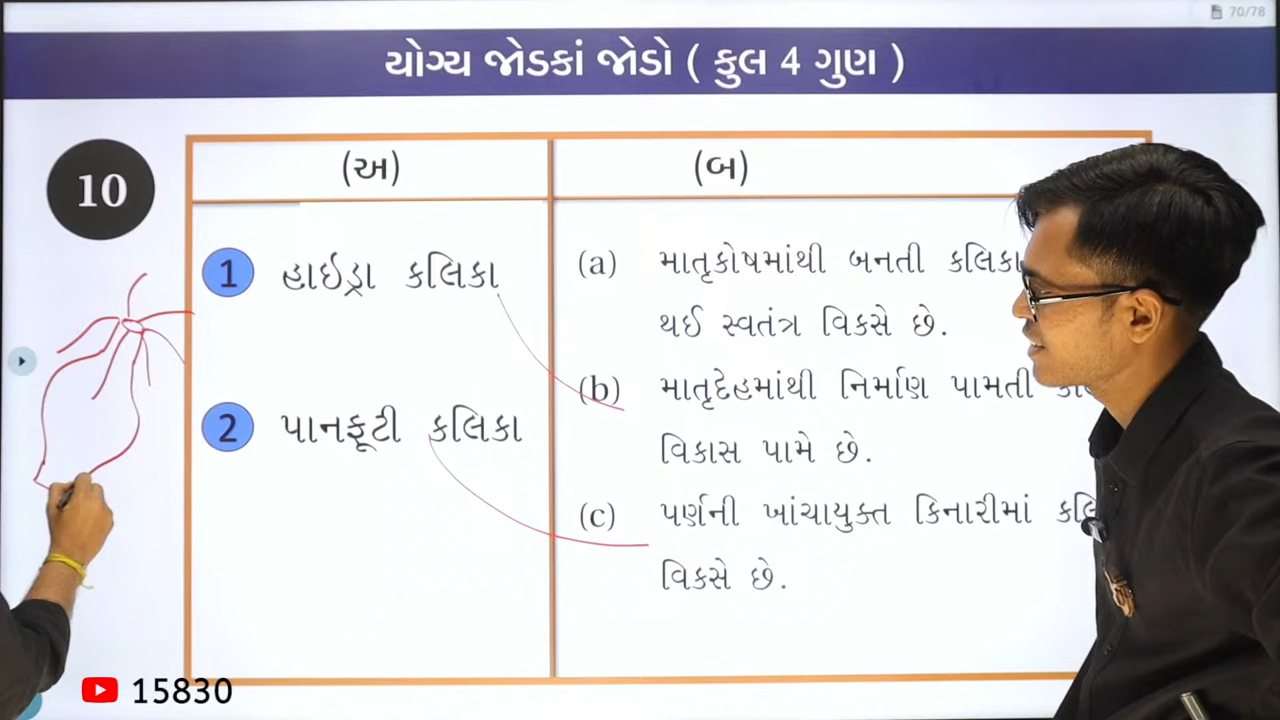 70/78
યોગ્ય જોડકાં જોડો ( કુલ 4 ગુણ )
10
(અ)
(બ)
1 હાઇડ્રા કલિકા
(a) માતૃકોષમાંથી બનતી કલિકા
થઈ સ્વતંત્ર વિકસે છે.
(b) માતૃદેહમાંથી નિર્માણ પામતી
વિકાસ પામે છે.
2 પાનફૂટી કલિકા
(c) પર્ણની ખાંચાયુક્ત કિનારીમાં
વિકસે છે.
15830